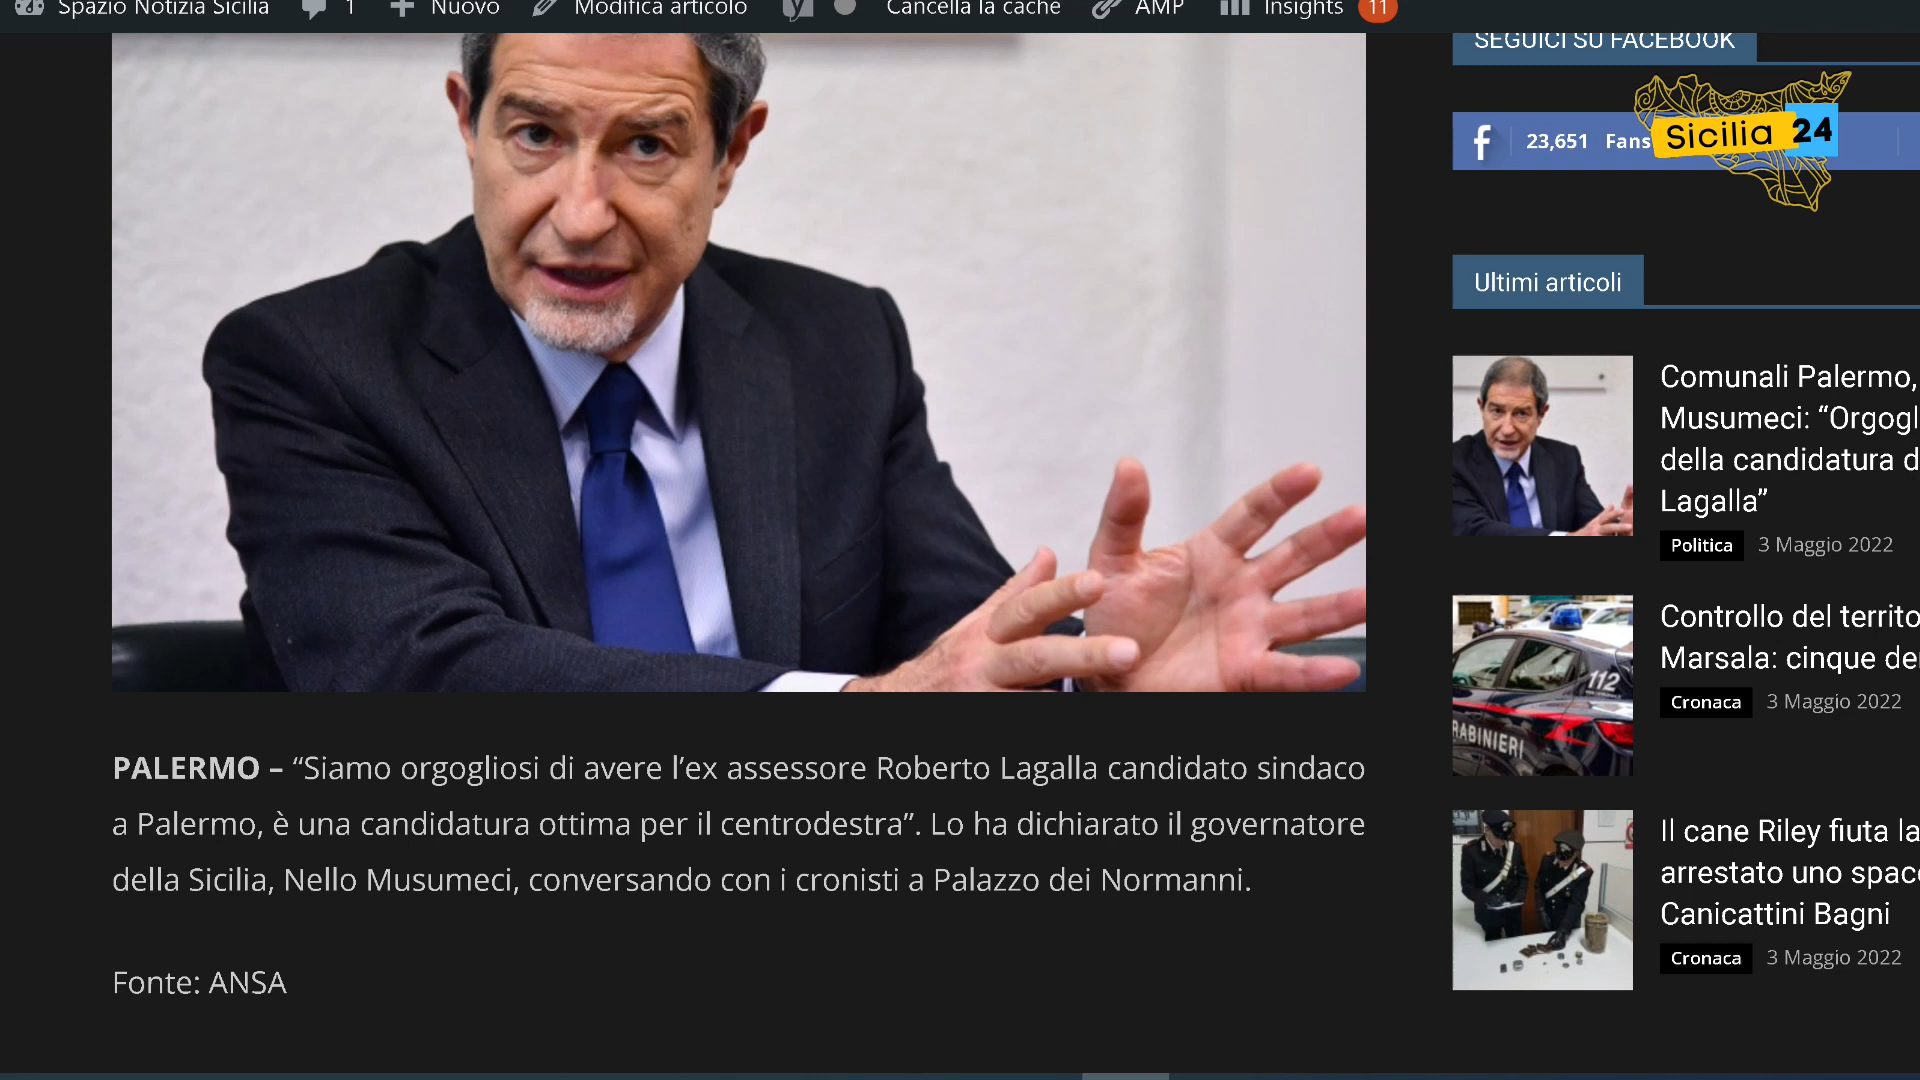 Spazio Notizia Sicilia 1 Nuovo Modifica articolo Cancella la cache AMP Insights 11
SEGUICI SU FACEBOOK
23,651 Fans
Sicilia 24
Ultimi articoli
Comunali Palermo,
Musumeci: “Orgogl
della candidatura d
Lagalla”
Politica 3 Maggio 2022
Controllo del territo
Marsala: cinque de
Cronaca 3 Maggio 2022
112
RABINIERI
Il cane Riley fiuta la
arrestato uno spacc
Canicattini Bagni
Cronaca 3 Maggio 2022
PALERMO – “Siamo orgogliosi di avere l’ex assessore Roberto Lagalla candidato sindaco
a Palermo, è una candidatura ottima per il centrodestra”. Lo ha dichiarato il governatore
della Sicilia, Nello Musumeci, conversando con i cronisti a Palazzo dei Normanni.
Fonte: ANSA